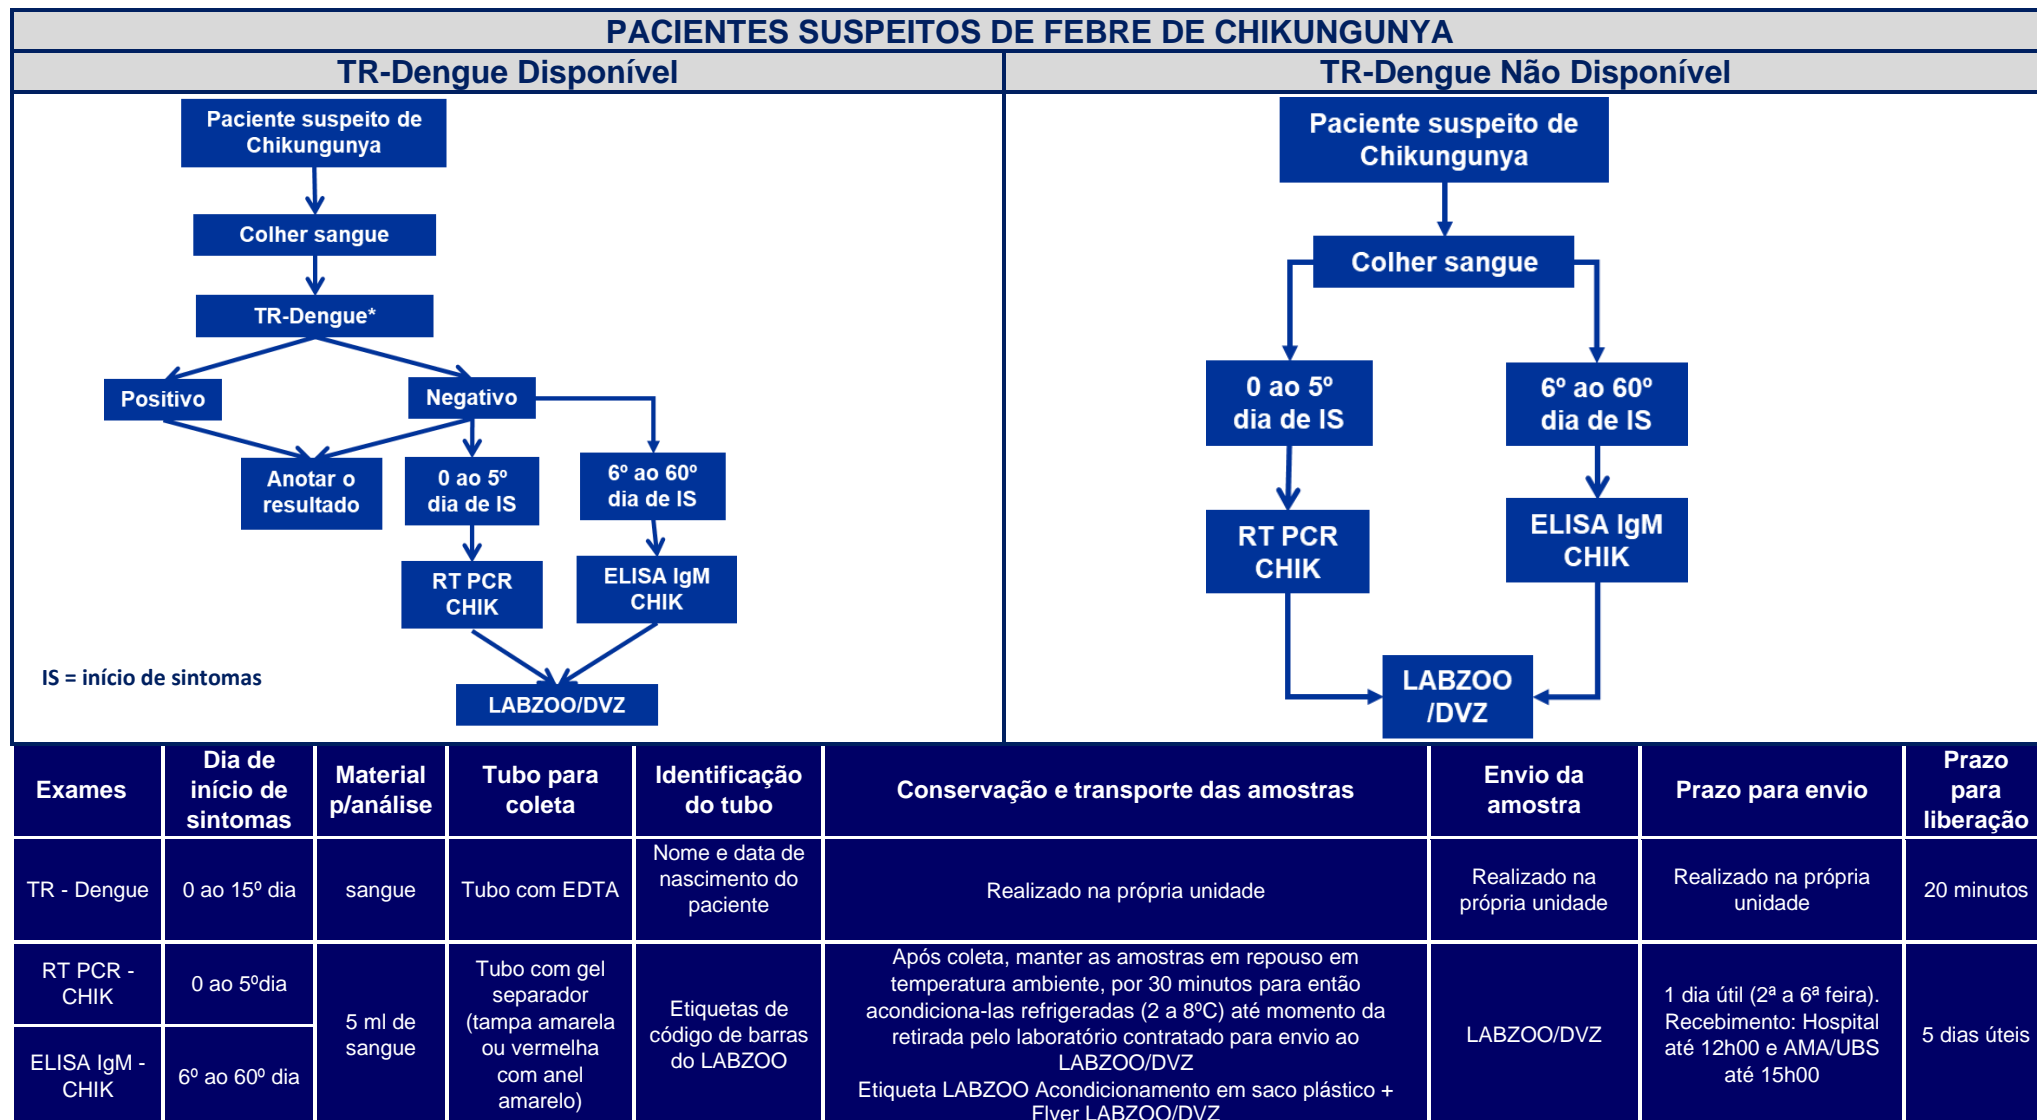 PACIENTES SUSPEITOS DE FEBRE DE CHIKUNGUNYA
TR-Dengue Disponível
TR-Dengue Não Disponível
Paciente suspeito de
Chikungunya
Colher sangue
TR-Dengue*
Positivo
Negativo
Anotar o
resultado
0 ao 5º
dia de IS
6º ao 60º
dia de IS
RT PCR
CHIK
ELISA IgM
CHIK
IS = início de sintomas
LABZOO/DVZ
Paciente suspeito de
Chikungunya
Colher sangue
0 ao 5º
dia de IS
6º ao 60º
dia de IS
RT PCR
CHIK
ELISA IgM
CHIK
LABZOO
/DVZ
Exames
Dia de
início de
sintomas
Material
p/análise
Tubo para
coleta
Identificação
do tubo
Conservação e transporte das amostras
Envio da
amostra
Prazo para envio
Prazo
para
liberação
TR - Dengue
0 ao 15º dia
sangue
Tubo com EDTA
Nome e data de
nascimento do
paciente
Realizado na própria unidade
Realizado na
própria unidade
Realizado na própria
unidade
20 minutos
RT PCR -
CHIK
0 ao 5ºdia
ELISA IgM -
CHIK
6º ao 60º dia
5 ml de
sangue
Tubo com gel
separador
(tampa amarela
ou vermelha
com anel
amarelo)
Etiquetas de
código de barras
do LABZOO
Após coleta, manter as amostras em repouso em
temperatura ambiente, por 30 minutos para então
acondiciona-las refrigeradas (2 a 8ºC) até momento da
retirada pelo laboratório contratado para envio ao
LABZOO/DVZ
Etiqueta LABZOO Acondicionamento em saco plástico +
Flyer LABZOO/DVZ
LABZOO/DVZ
1 dia útil (2ª a 6ª feira).
Recebimento: Hospital
até 12h00 e AMA/UBS
até 15h00
5 dias úteis